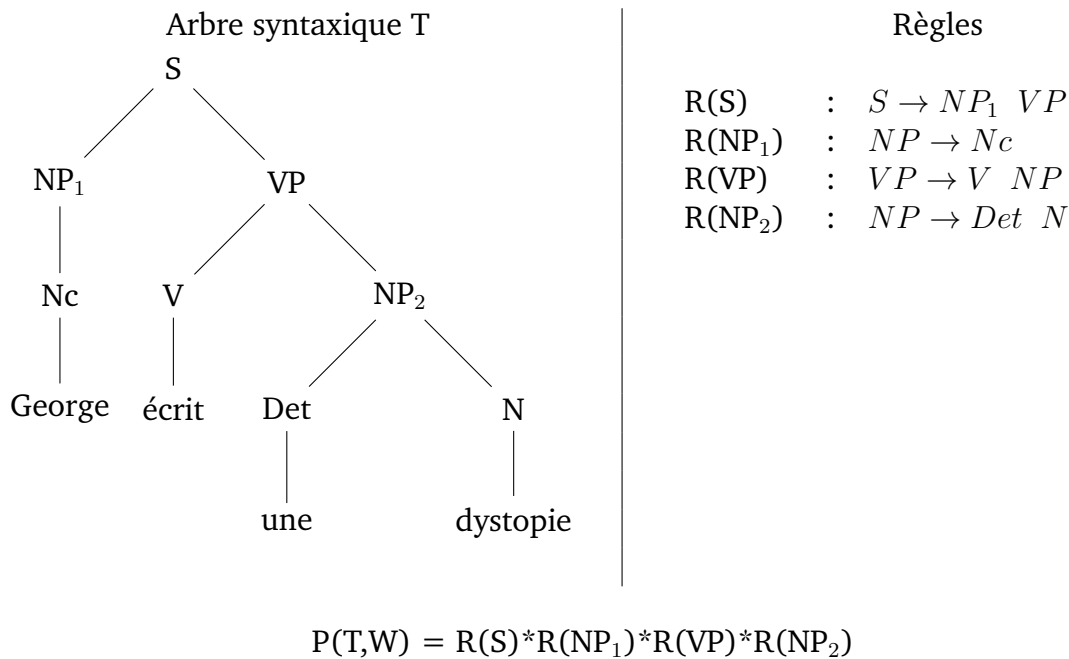 Arbre syntaxique T
S
NP₁ VP
Nc V NP₂
George écrit Det N
une dystopie
Règles
R(S) : S → NP₁ VP
R(NP₁) : NP → Nc
R(VP) : VP → V NP
R(NP₂) : NP → Det N
P(T,W) = R(S)*R(NP₁)*R(VP)*R(NP₂)